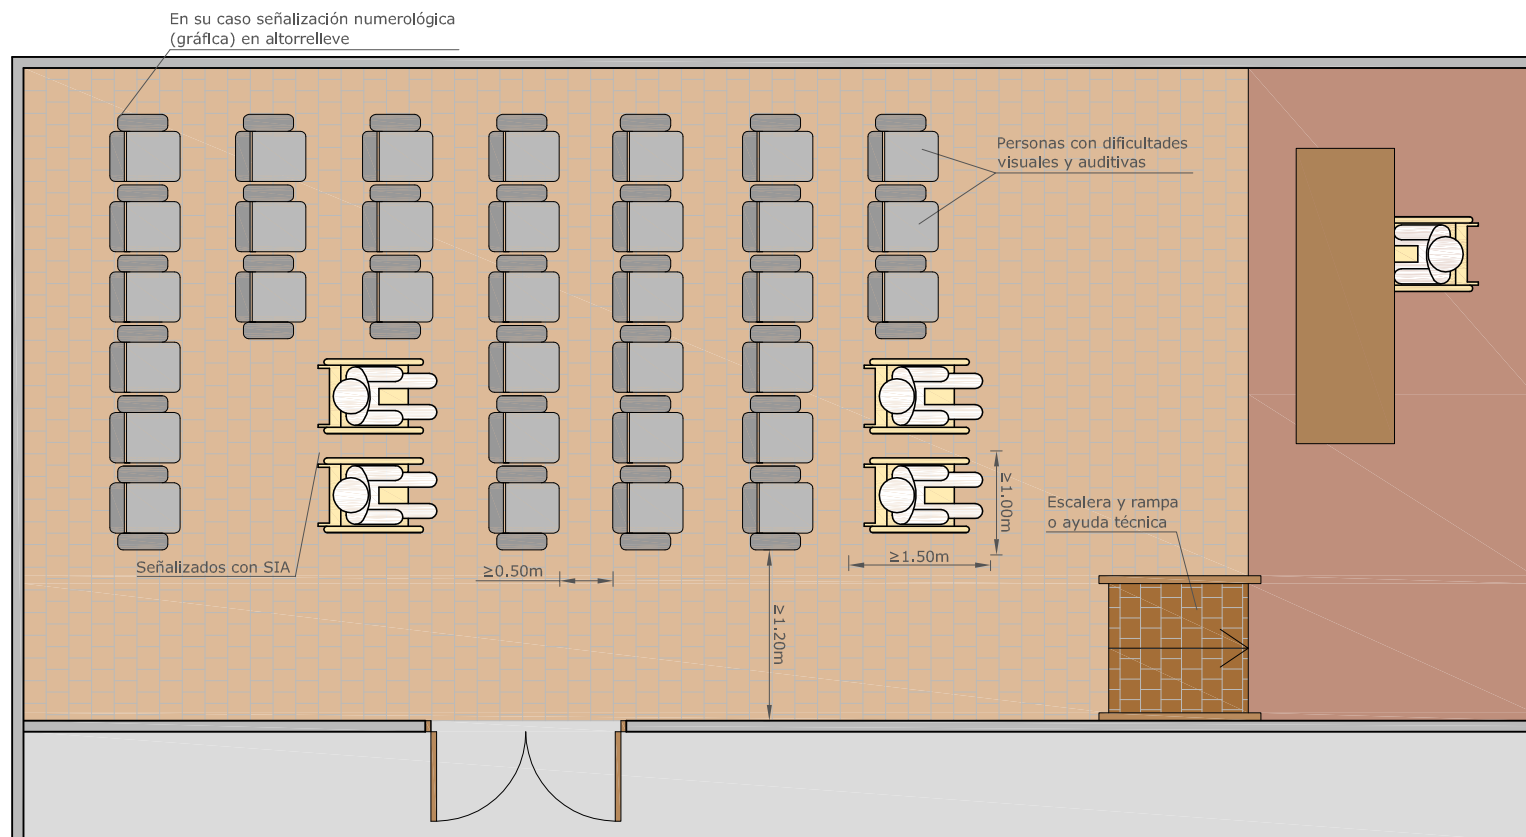 En su caso señalización numerológica
(gráfica) en altorrelleve
Personas con dificultades
visuales y auditivas
≥1.00m
Escalera y rampa
o ayuda técnica
≥1.50m
Señalizados con SIA
≥0.50m
≥1.20m